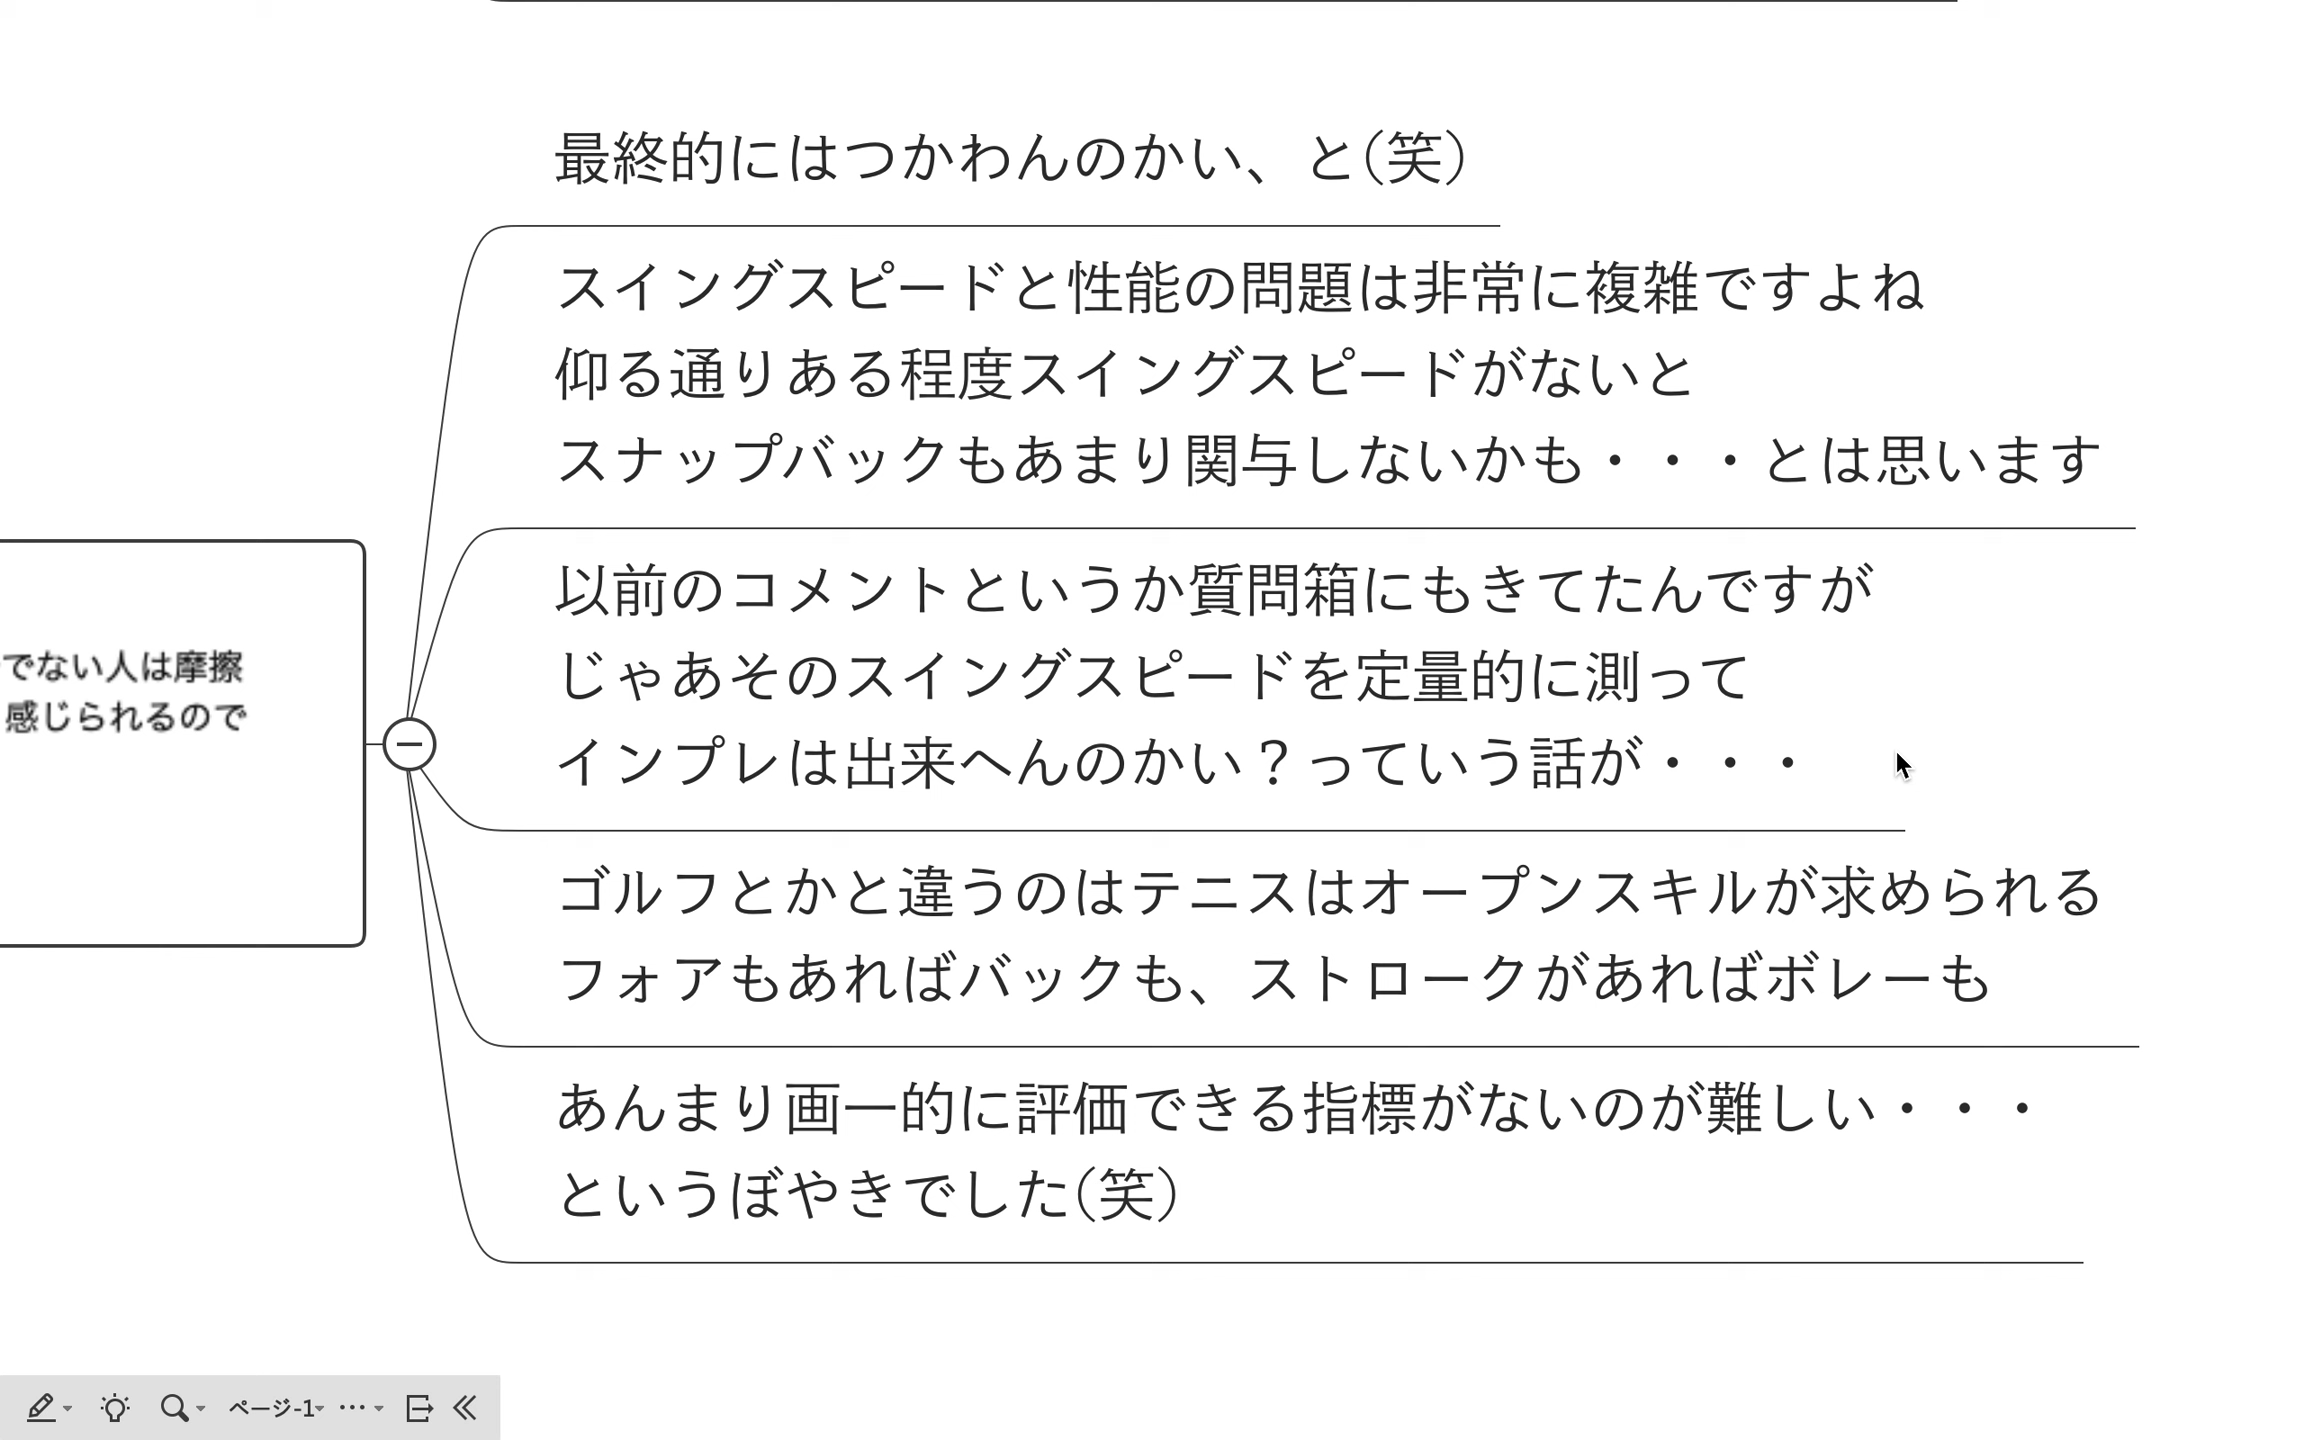 最終的にはつかわんのかい、と(笑)
スイングスピードと性能の問題は非常に複雑ですよね
仰る通りある程度スイングスピードがないと
スナップバックもあまり関与しないかも・・・とは思います
以前のコメントというか質問箱にもきてたんですが
じゃあそのスイングスピードを定量的に測って
インプレは出来へんのかい？っていう話が・・・
でない人は摩擦
感じられるので
ゴルフとかと違うのはテニスはオープンスキルが求められる
フォアもあればバックも、ストロークがあればボレーも
あんまり画一的に評価できる指標がないのが難しい・・・
というぼやきでした(笑)
ページ-1